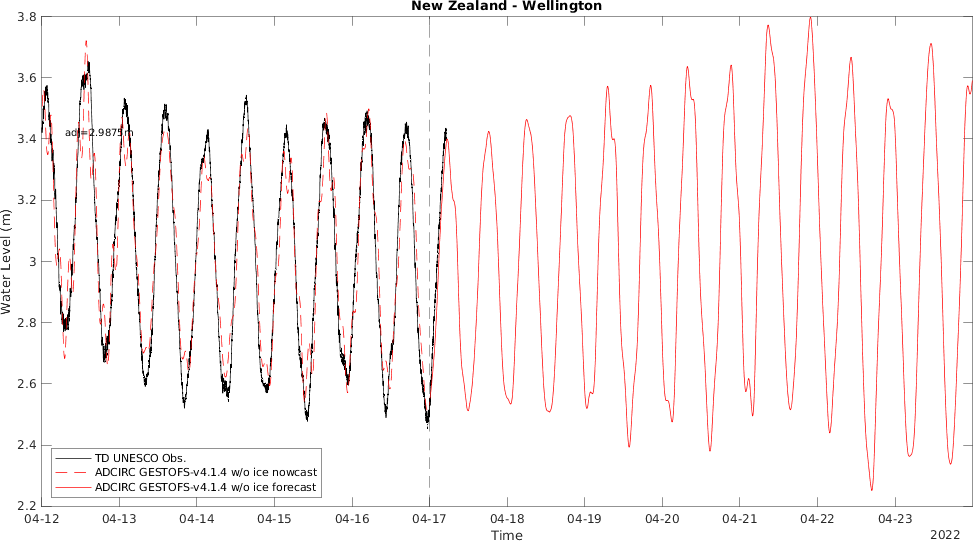 New Zealand - Wellington
3.8
3.6
3.4
3.2
3
2.8
2.6
2.4
2.2
Water Level (m)
adj=2.9875 m
TD UNESCO Obs.
ADCIRC GESTOFS-v4.1.4 w/o ice nowcast
ADCIRC GESTOFS-v4.1.4 w/o ice forecast
04-12 04-13 04-14 04-15 04-16 04-17 04-18 04-19 04-20 04-21 04-22 04-23
Time
2022